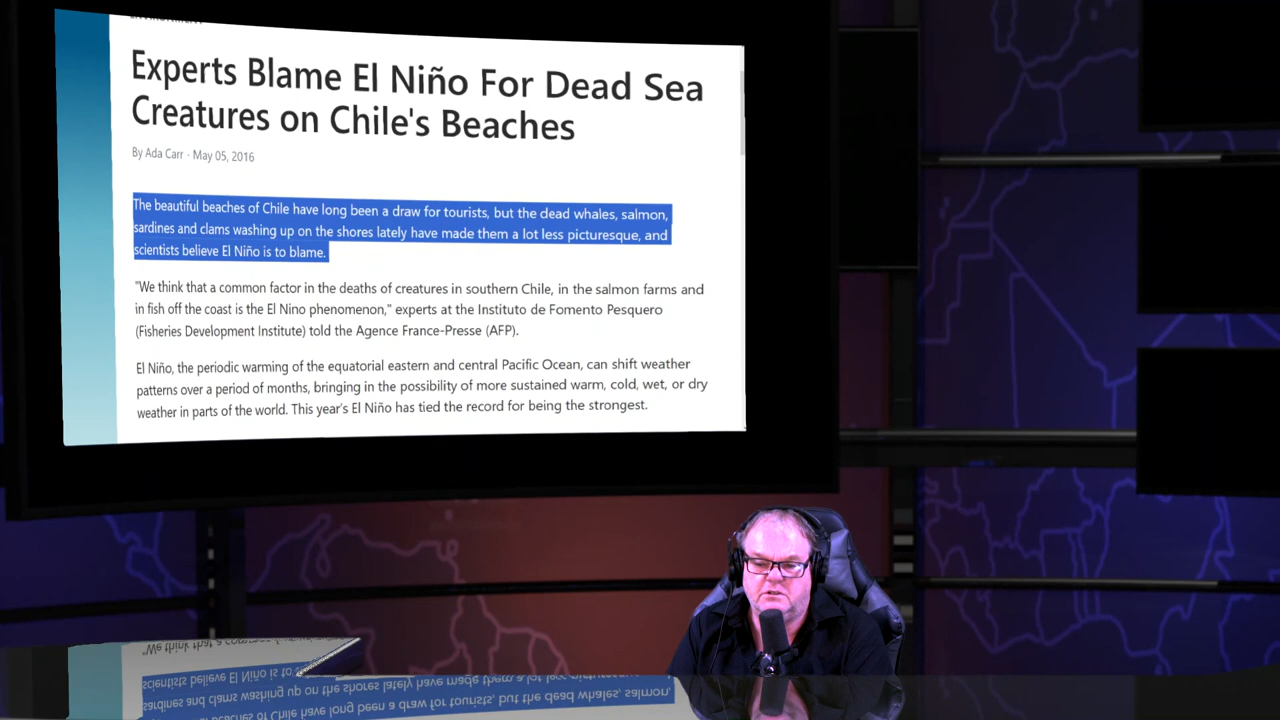 Experts Blame El Niño For Dead Sea
Creatures on Chile's Beaches
By Ada Carr - May 05, 2016
The beautiful beaches of Chile have long been a draw for tourists, but the dead whales, salmon,
sardines and clams washing up on the shores lately have made them a lot less picturesque, and
scientists believe El Niño is to blame.
"We think that a common factor in the deaths of creatures in southern Chile, in the salmon farms and
in fish off the coast is the El Nino phenomenon," experts at the Instituto de Fomento Pesquero
(Fisheries Development Institute) told the Agence France-Presse (AFP).
El Niño, the periodic warming of the equatorial eastern and central Pacific Ocean, can shift weather
patterns over a period of months, bringing in the possibility of more sustained warm, cold, wet, or dry
weather in parts of the world. This year's El Niño has tied the record for being the strongest.